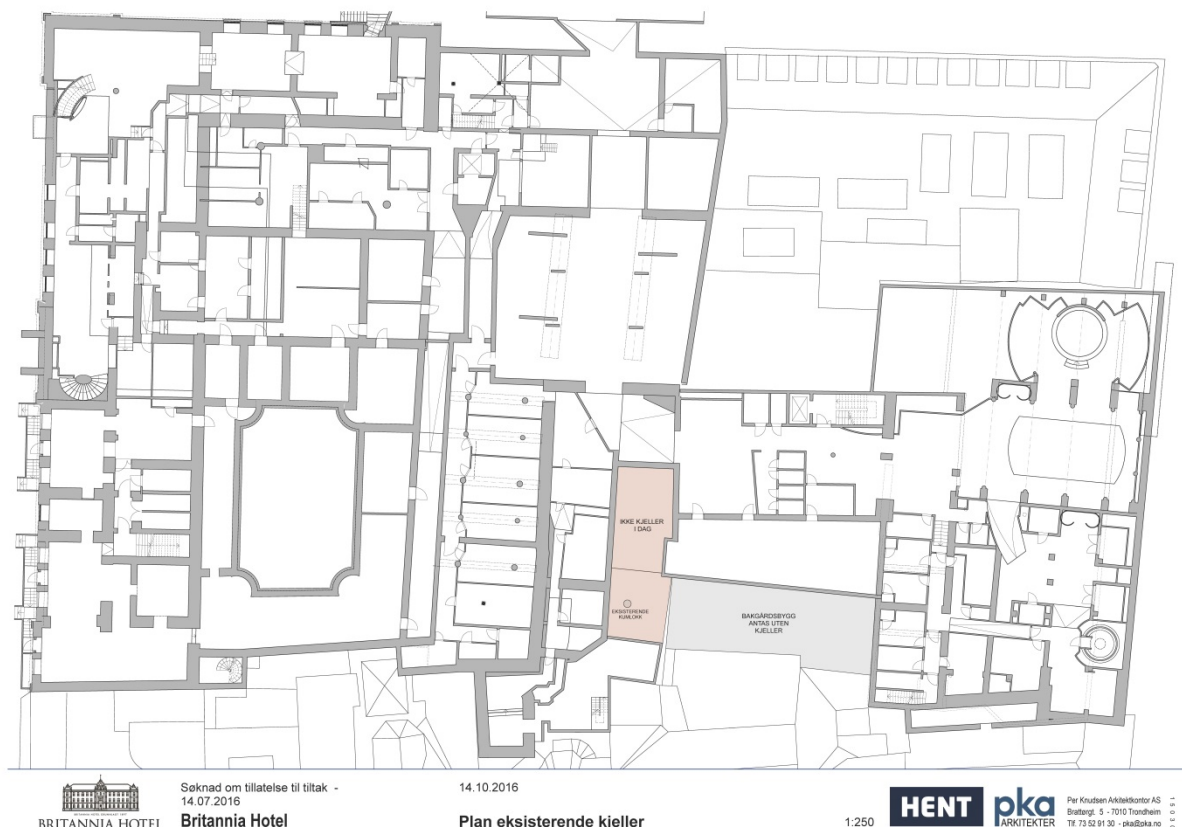 IKKE KJELLER
I DAG
EKSISTERENDE
KUMLOKK
BAKGÅRDSBYGG
ANTAS UTEN
KJELLER
BRITANNIA HOTEL
Søknad om tillatelse til tiltak -
14.07.2016
Britannia Hotel
14.10.2016
Plan eksisterende kjeller
1:250
HENT
pka
ARKITEKTER
Per Knudsen Arkitektkontor AS
Brattørgt. 5 - 7010 Trondheim
Tlf. 73 52 91 30 - pka@pka.no